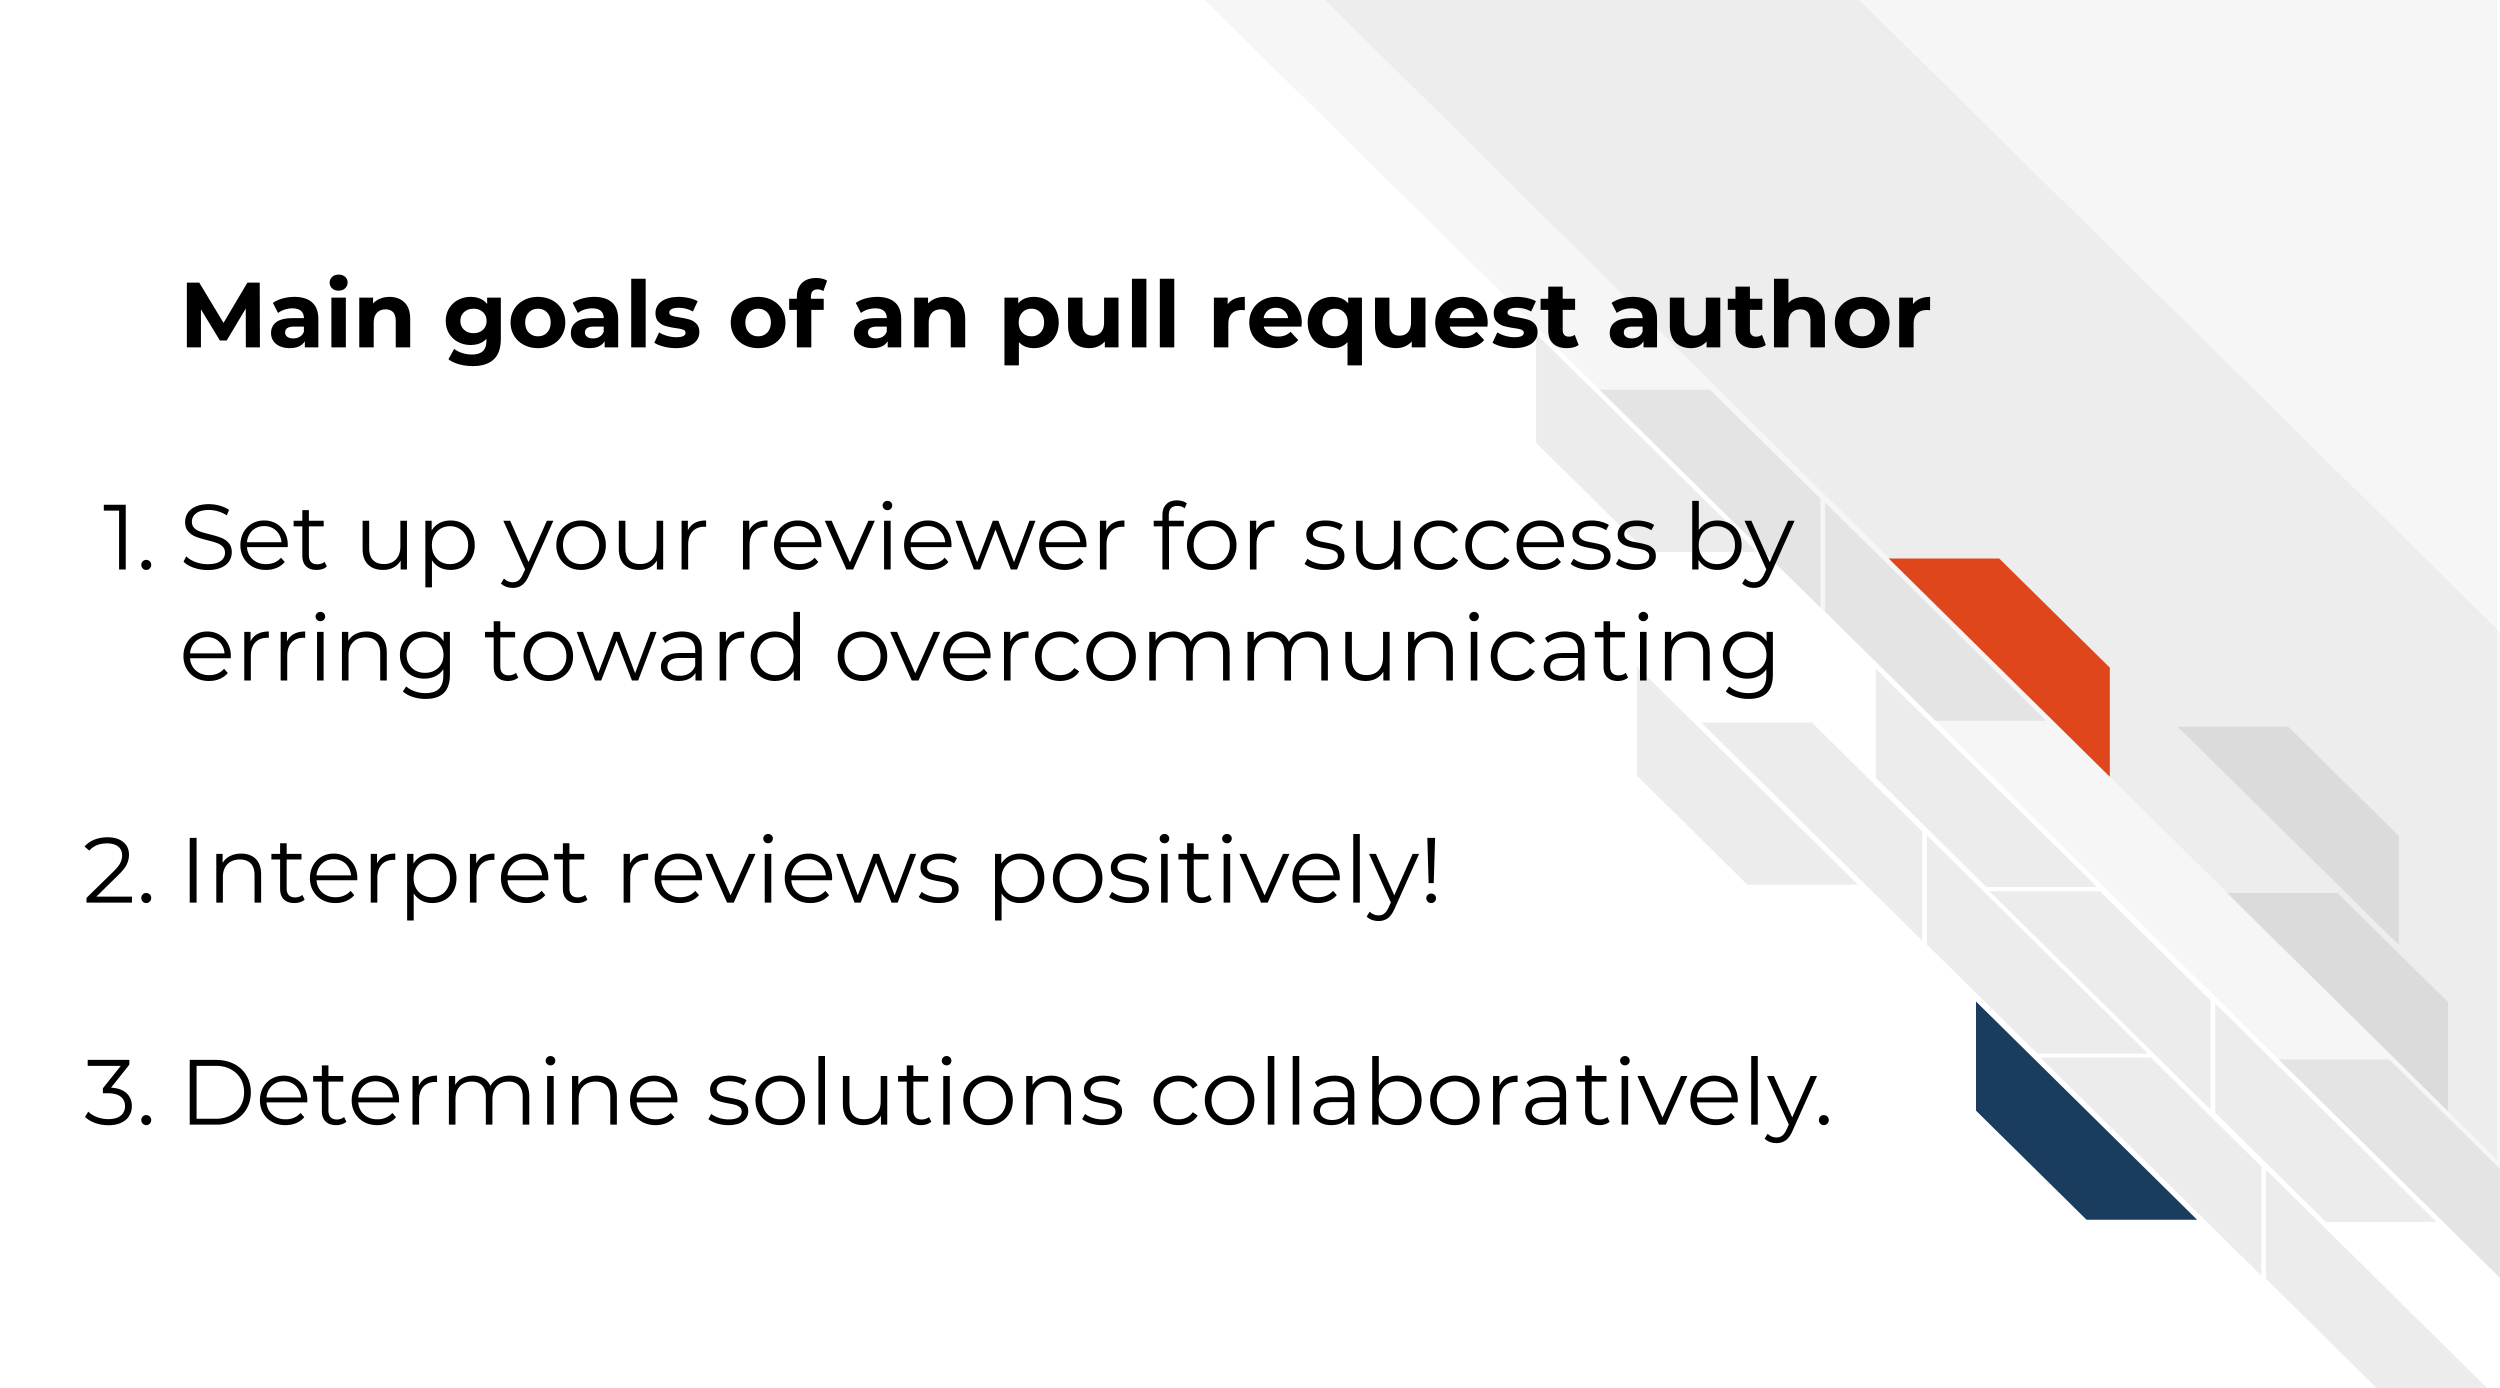 Main goals of an pull request author
1. Set up your reviewer for success by
erring toward overcommunicating
2. Interpret reviews positively!
3. Determine solutions collaboratively.